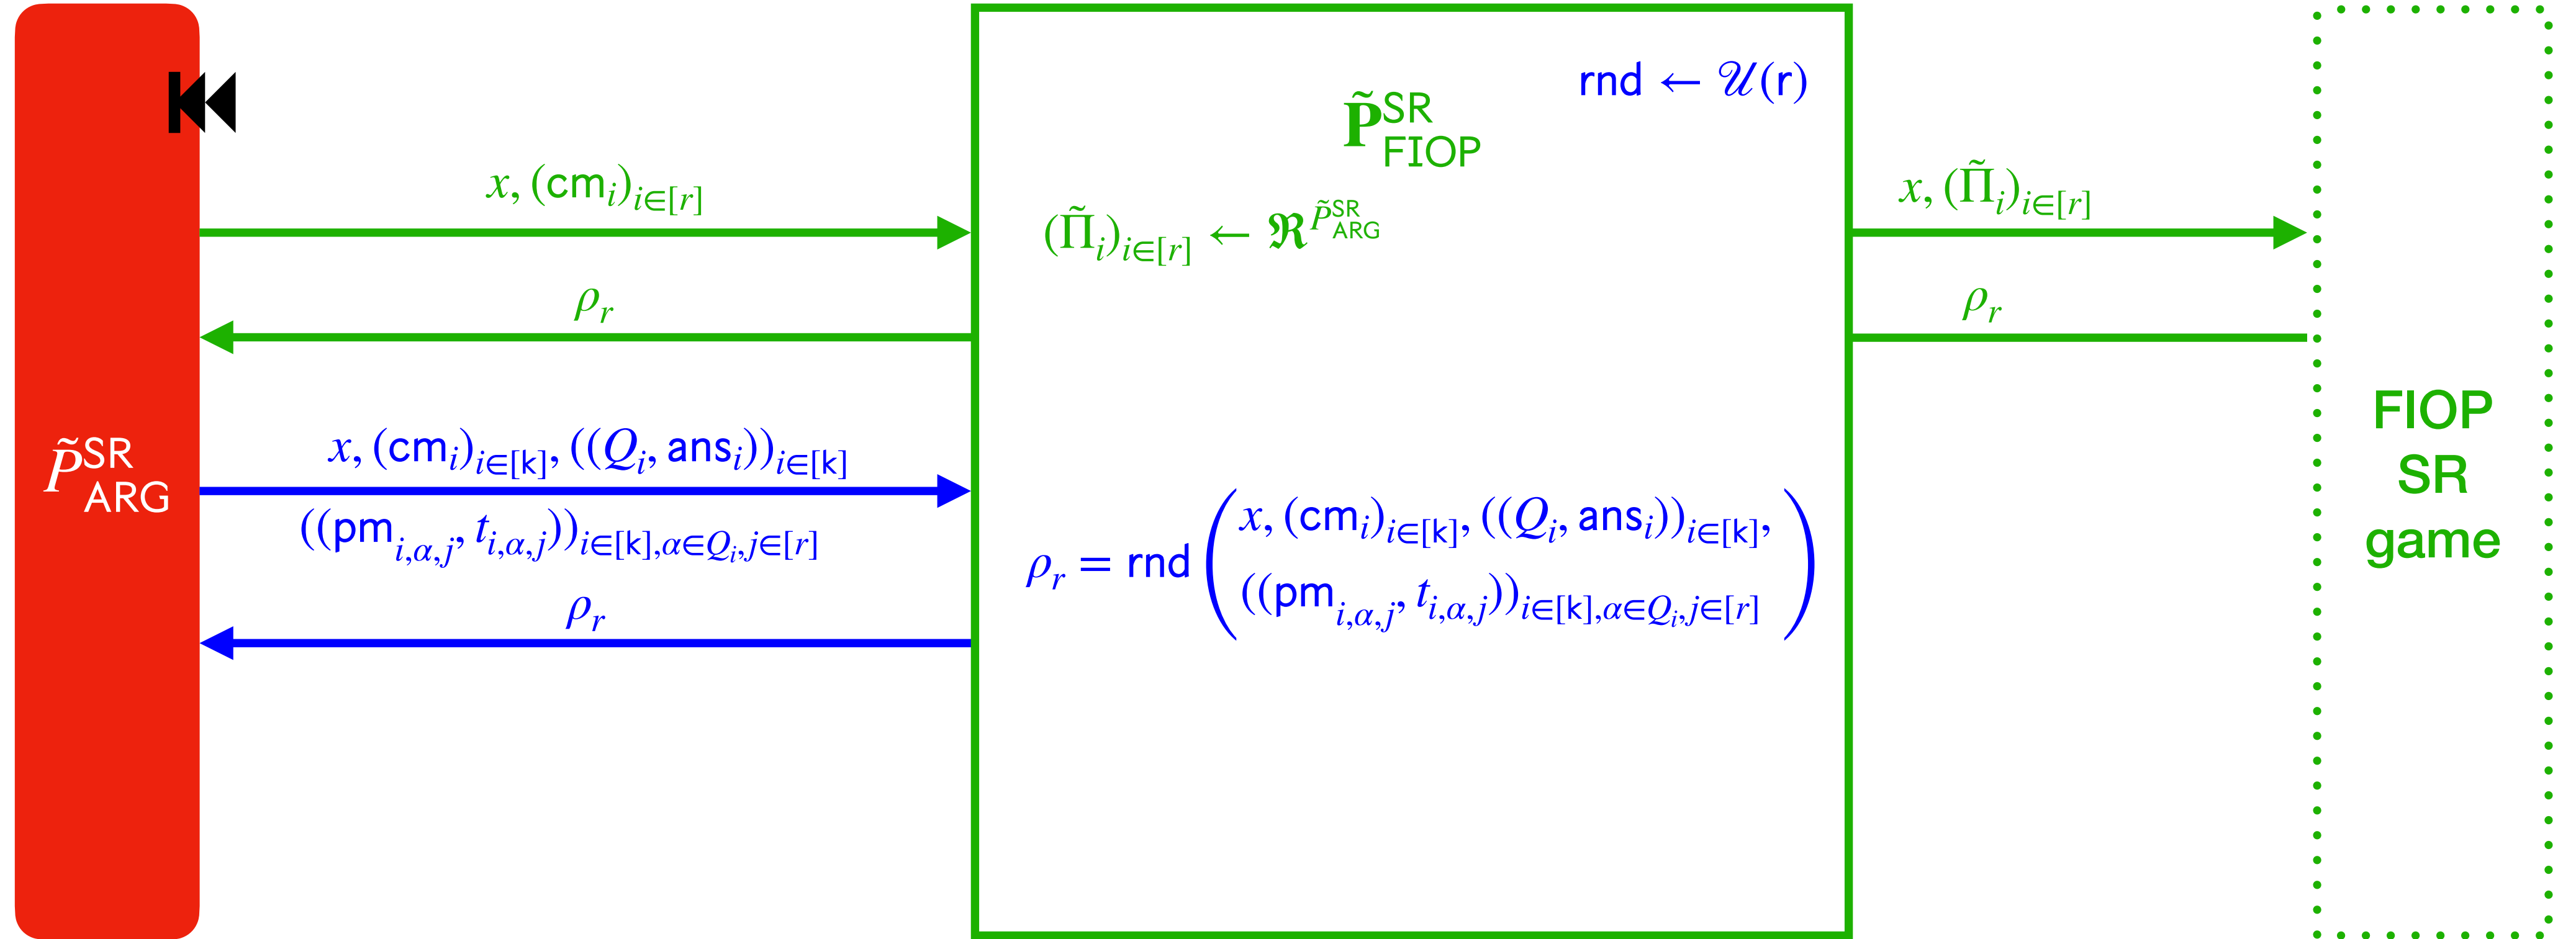 P̃^SR_ARG
x, (cm_i)_{i∈[r]}
ρ_r
x, (cm_i)_{i∈[k]}, ((Q_i, ans_i))_{i∈[k]}
((pm_{i,α,j}, t_{i,α,j}))_{i∈[k],α∈Q_i,j∈[r]}
ρ_r
rnd ← 𝒰(r)
𝐏̃^SR_FIOP
(Π̃_i)_{i∈[r]} ← ℜ^{P̃^SR_ARG}
ρ_r = rnd ( x, (cm_i)_{i∈[k]}, ((Q_i, ans_i))_{i∈[k]},
((pm_{i,α,j}, t_{i,α,j}))_{i∈[k],α∈Q_i,j∈[r]} )
x, (Π̃_i)_{i∈[r]}
ρ_r
FIOP
SR
game